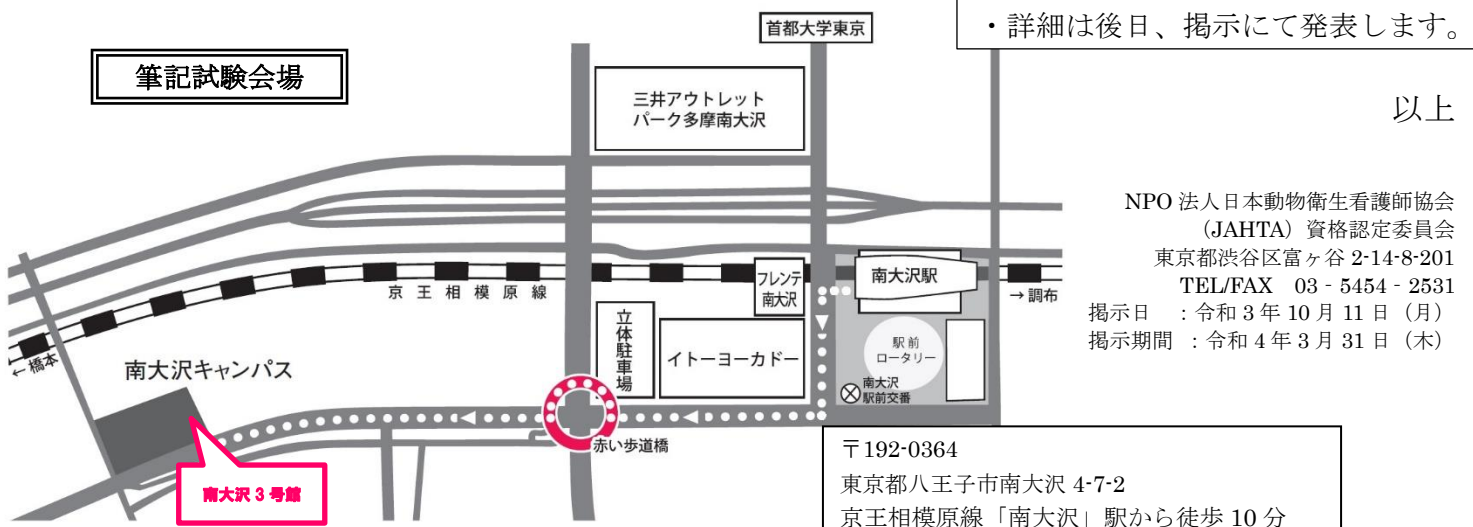 ・詳細は後日、掲示にて発表します。
以上
NPO 法人日本動物衛生看護師協会
(JAHTA)資格認定委員会
東京都渋谷区富ヶ谷 2-14-8-201
TEL/FAX 03 - 5454 - 2531
掲示日 :令和 3 年 10 月 11 日(月)
掲示期間 :令和 4 年 3 月 31 日(木)
筆記試験会場
首都大学東京
三井アウトレット
パーク多摩南大沢
京王相模原線
フレンテ
南大沢
南大沢駅
→調布
←橋本
立体駐車場
イトーヨーカドー
駅前
ロータリー
南大沢
駅前交番
南大沢キャンパス
赤い歩道橋
南大沢 3 号館
〒192-0364
東京都八王子市南大沢 4-7-2
京王相模原線「南大沢」駅から徒歩 10 分